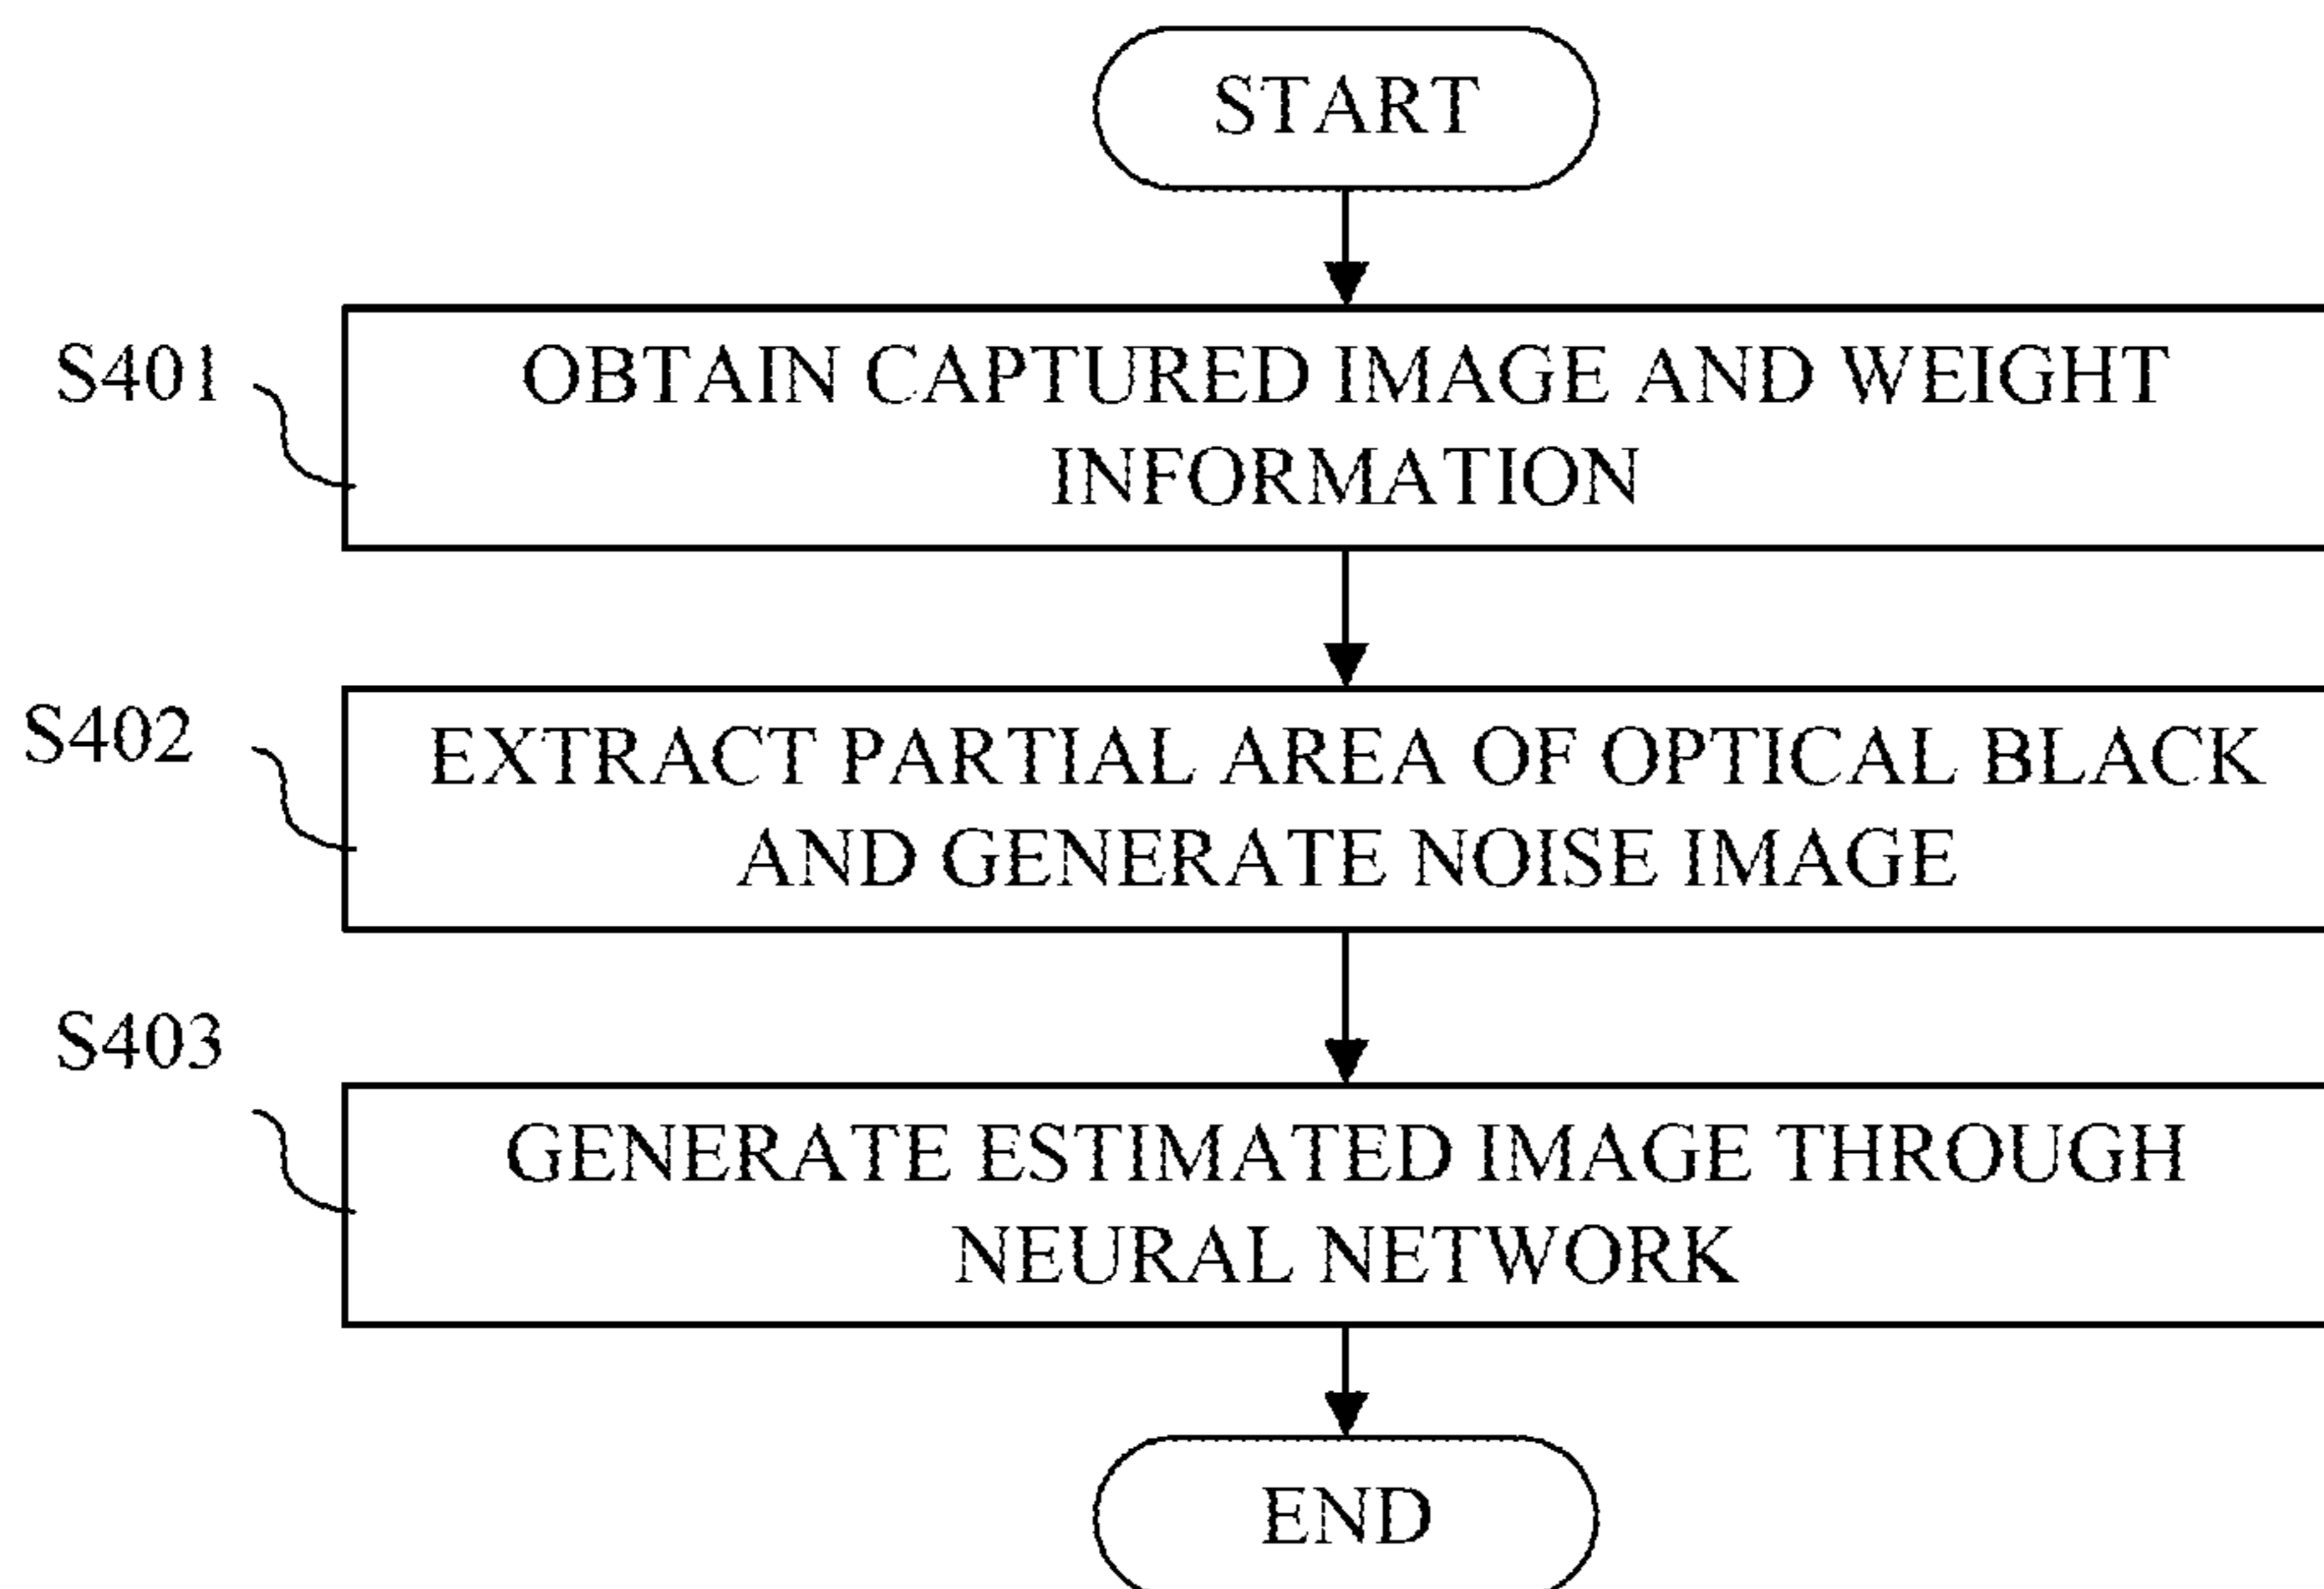 START
S401
OBTAIN CAPTURED IMAGE AND WEIGHT
INFORMATION
S402
EXTRACT PARTIAL AREA OF OPTICAL BLACK
AND GENERATE NOISE IMAGE
S403
GENERATE ESTIMATED IMAGE THROUGH
NEURAL NETWORK
END